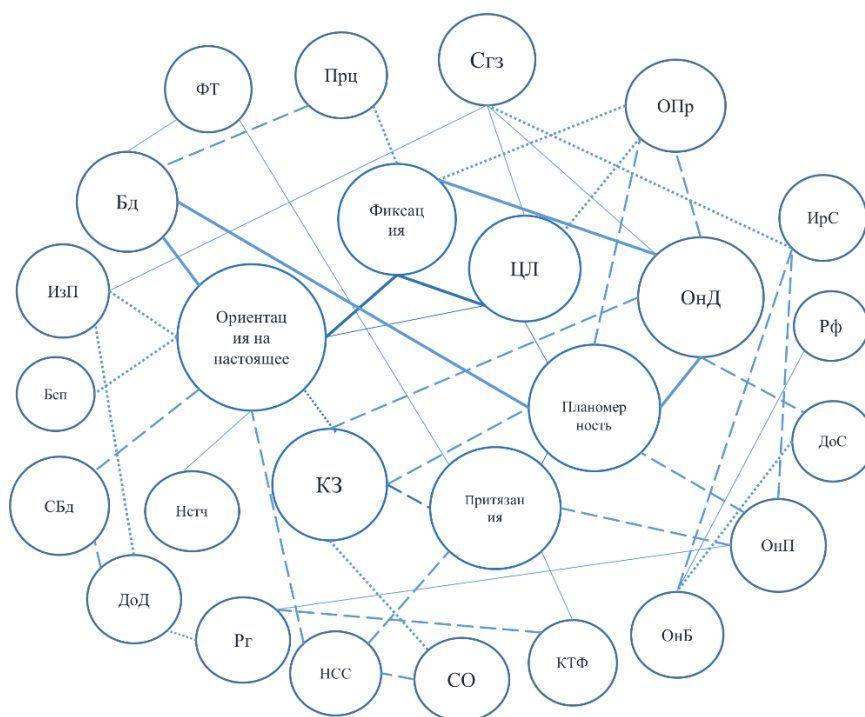 Сгз
Прц
ФТ
ОПр
Бд
Фиксац
ия
ИрС
ЦЛ
ИзП
ОнД
Ориентац
ия на
настоящее
Рф
Бсп
Планомер
ность
ДоС
КЗ
СБд
Нстч
Притязан
ия
ОнП
ДоД
Рг
ОнБ
НСС
СО
КТФ